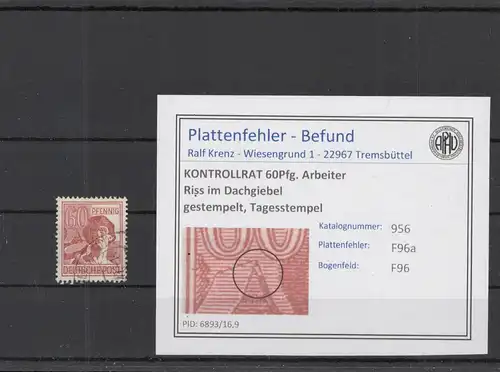 60 PFENNIG
DEUTSCHE POST
Plattenfehler - Befund
Ralf Krenz - Wiesengrund 1 - 22967 Tremsbüttel
KONTROLLRAT 60Pfg. Arbeiter
Riss im Dachgiebel
gestempelt, Tagesstempel
Katalognummer: 956
Plattenfehler: F96a
Bogenfeld: F96
PID: 6893/16,9